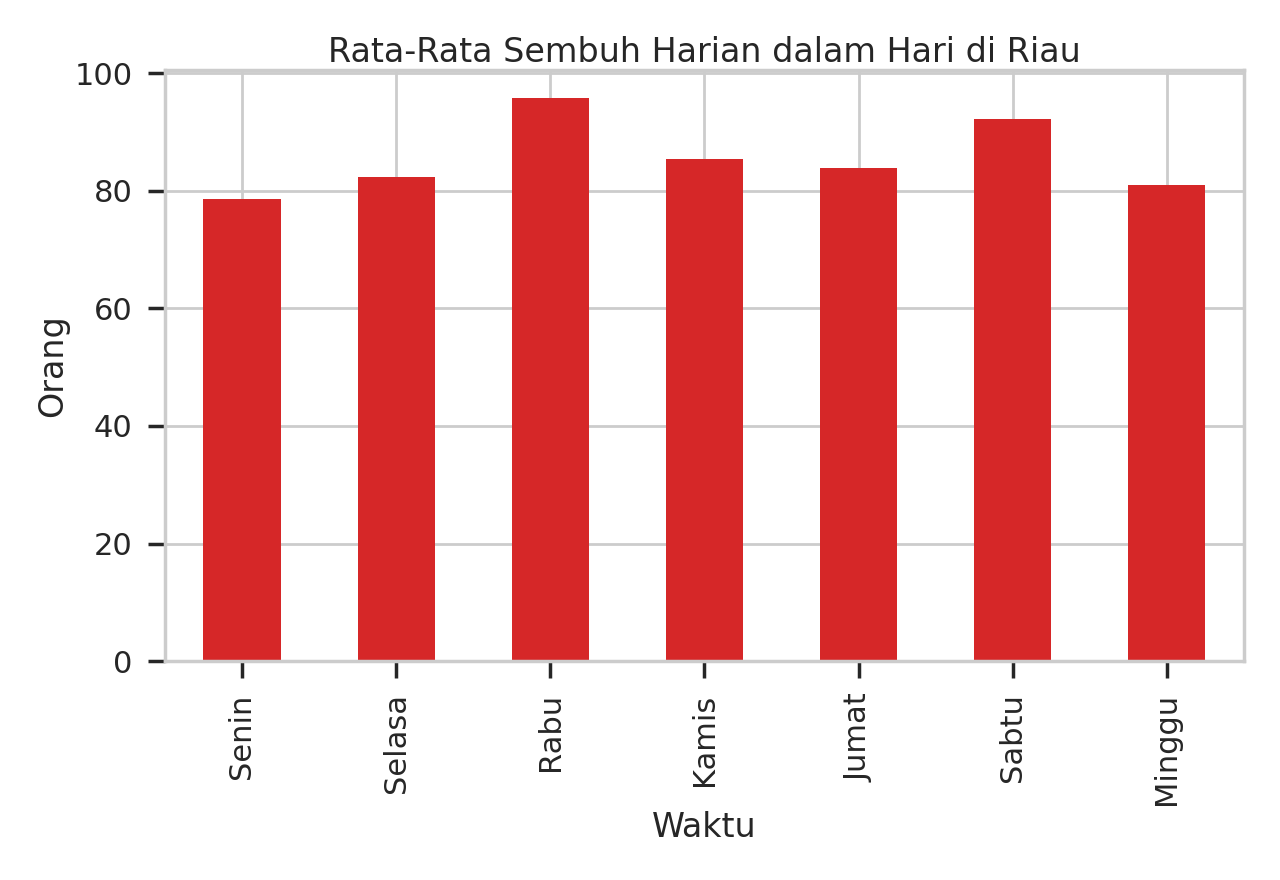 Rata-Rata Sembuh Harian dalam Hari di Riau
100
80
60
40
20
0
Orang
Senin
Selasa
Rabu
Kamis
Jumat
Sabtu
Minggu
Waktu